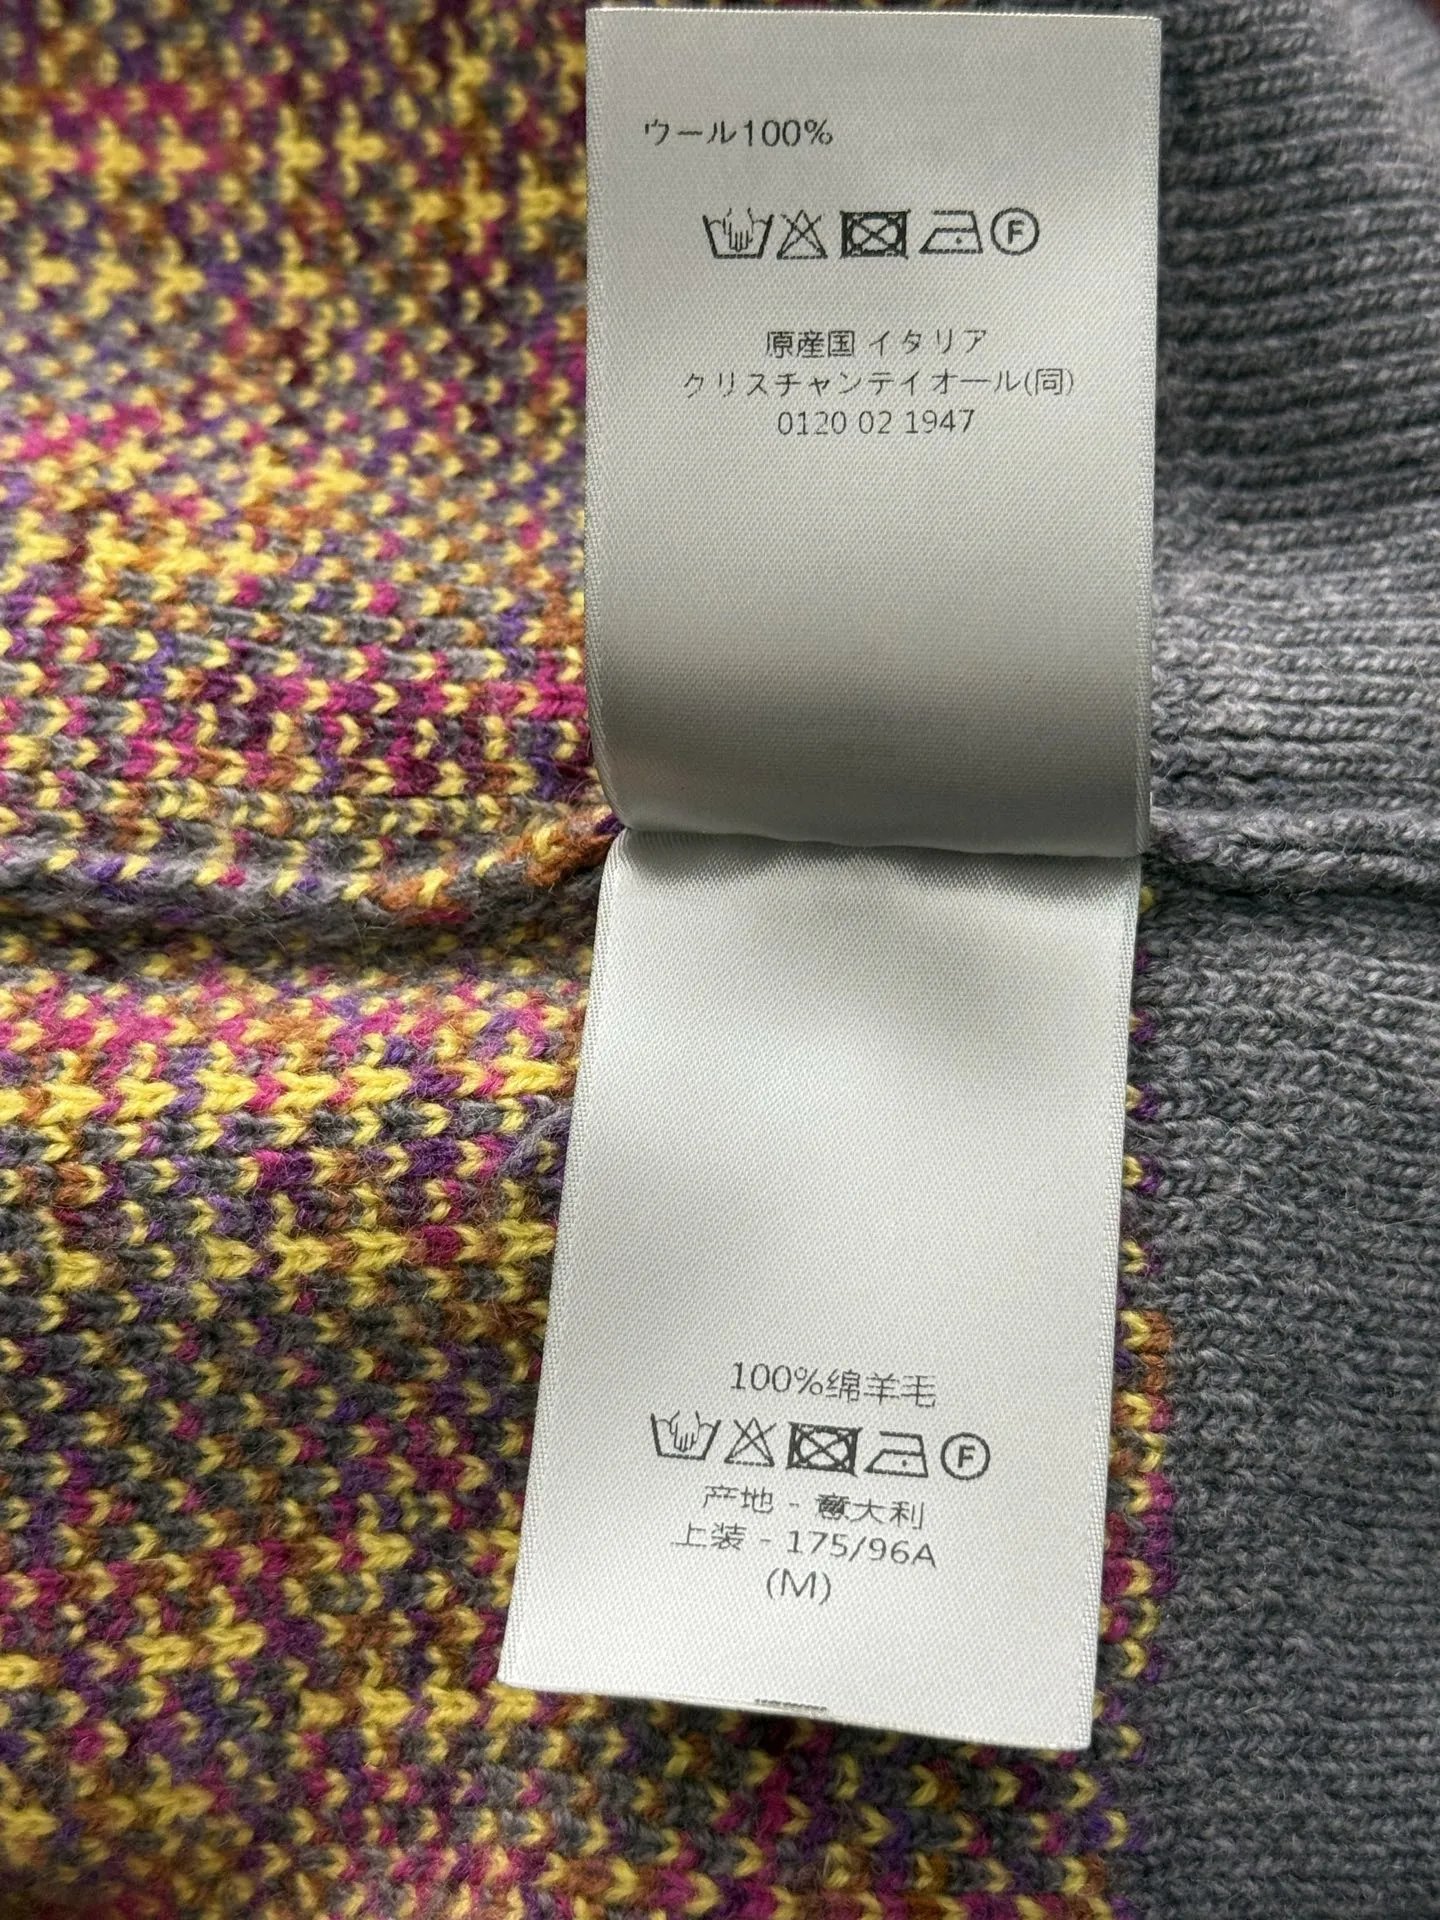 ウール100%
F
原産国 イタリア
クリスチャンディオール(同)
0120 02 1947
100%绵羊毛
F
产地 - 意大利
上装 - 175/96A
(M)